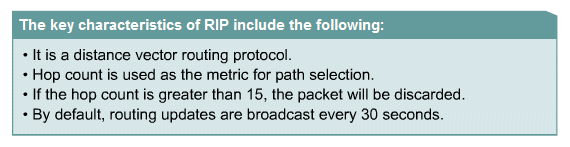 The key characteristics of RIP include the following:
• It is a distance vector routing protocol.
• Hop count is used as the metric for path selection.
• If the hop count is greater than 15, the packet will be discarded.
• By default, routing updates are broadcast every 30 seconds.